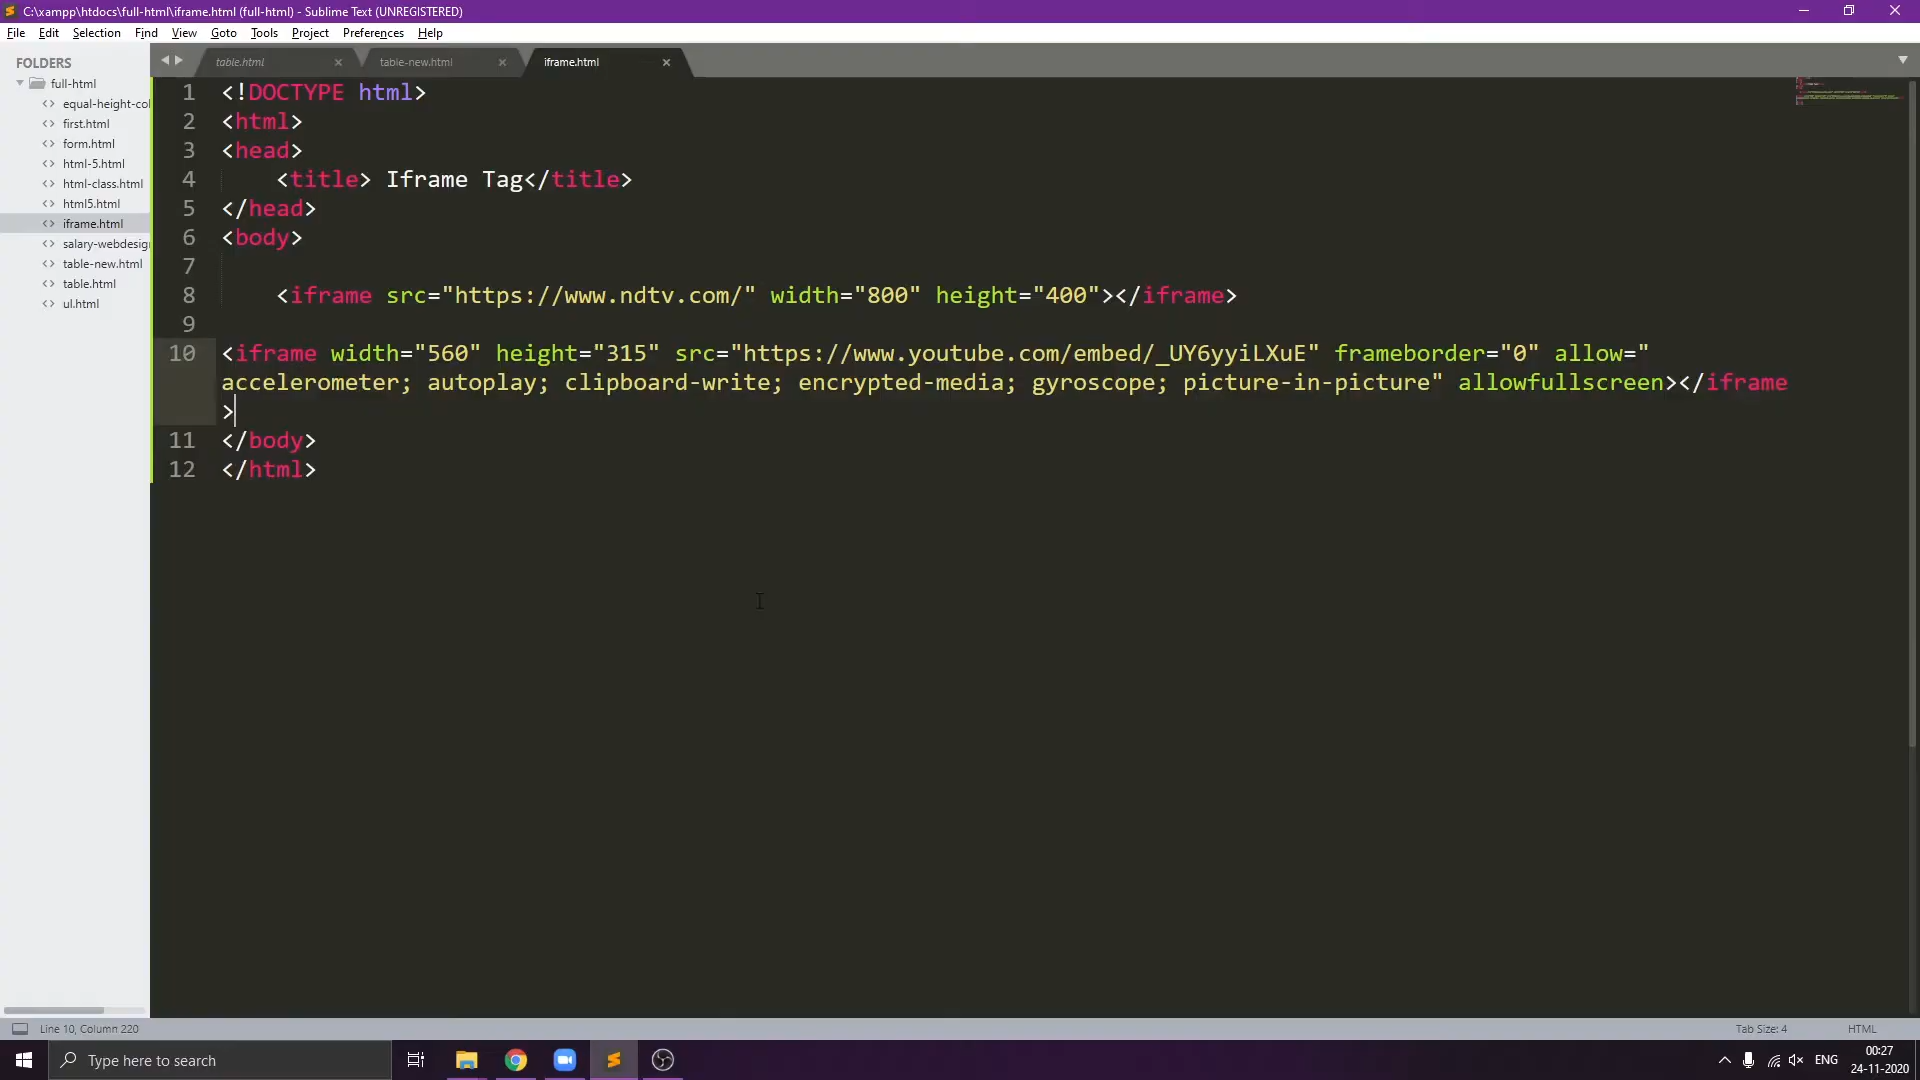 C:\xampp\htdocs\full-html\iframe.html (full-html) - Sublime Text (UNREGISTERED)
File Edit Selection Find View Goto Tools Project Preferences Help
FOLDERS
full-html
equal-height-col
first.html
form.html
html-5.html
html-class.html
html5.html
iframe.html
salary-webdesig
table-new.html
table.html
ul.html
table.html table-new.html iframe.html
1 <!DOCTYPE html>
2 <html>
3 <head>
4 <title> Iframe Tag</title>
5 </head>
6 <body>
7
8 <iframe src="https://www.ndtv.com/" width="800" height="400"></iframe>
9
10 <iframe width="560" height="315" src="https://www.youtube.com/embed/_UY6yyiLXuE" frameborder="0" allow="
accelerometer; autoplay; clipboard-write; encrypted-media; gyroscope; picture-in-picture" allowfullscreen></iframe
>
11 </body>
12 </html>
Line 10, Column 220 Tab Size: 4 HTML
Type here to search ENG 00:27
24-11-2020